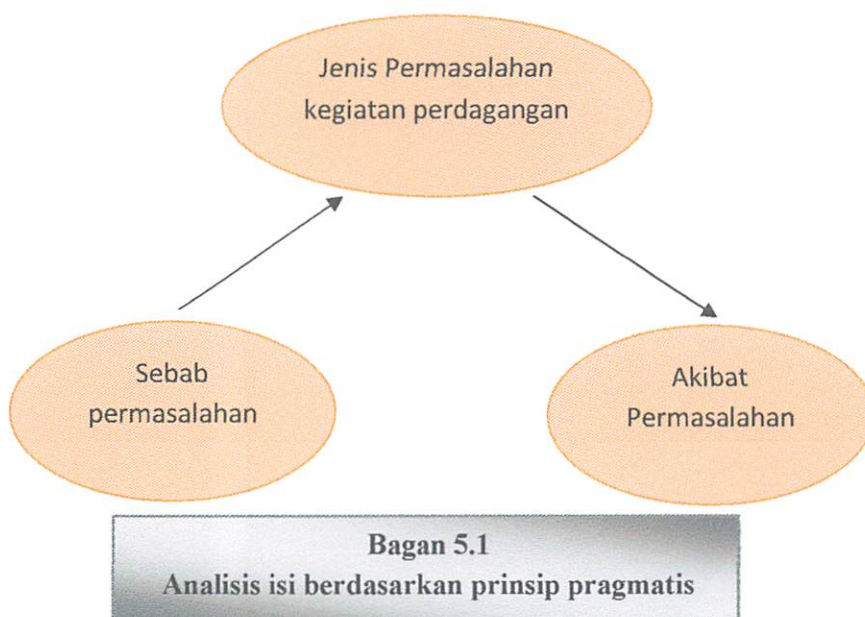 Jenis Permasalahan
kegiatan perdagangan
Sebab
permasalahan
Akibat
Permasalahan
Bagan 5.1
Analisis isi berdasarkan prinsip pragmatis